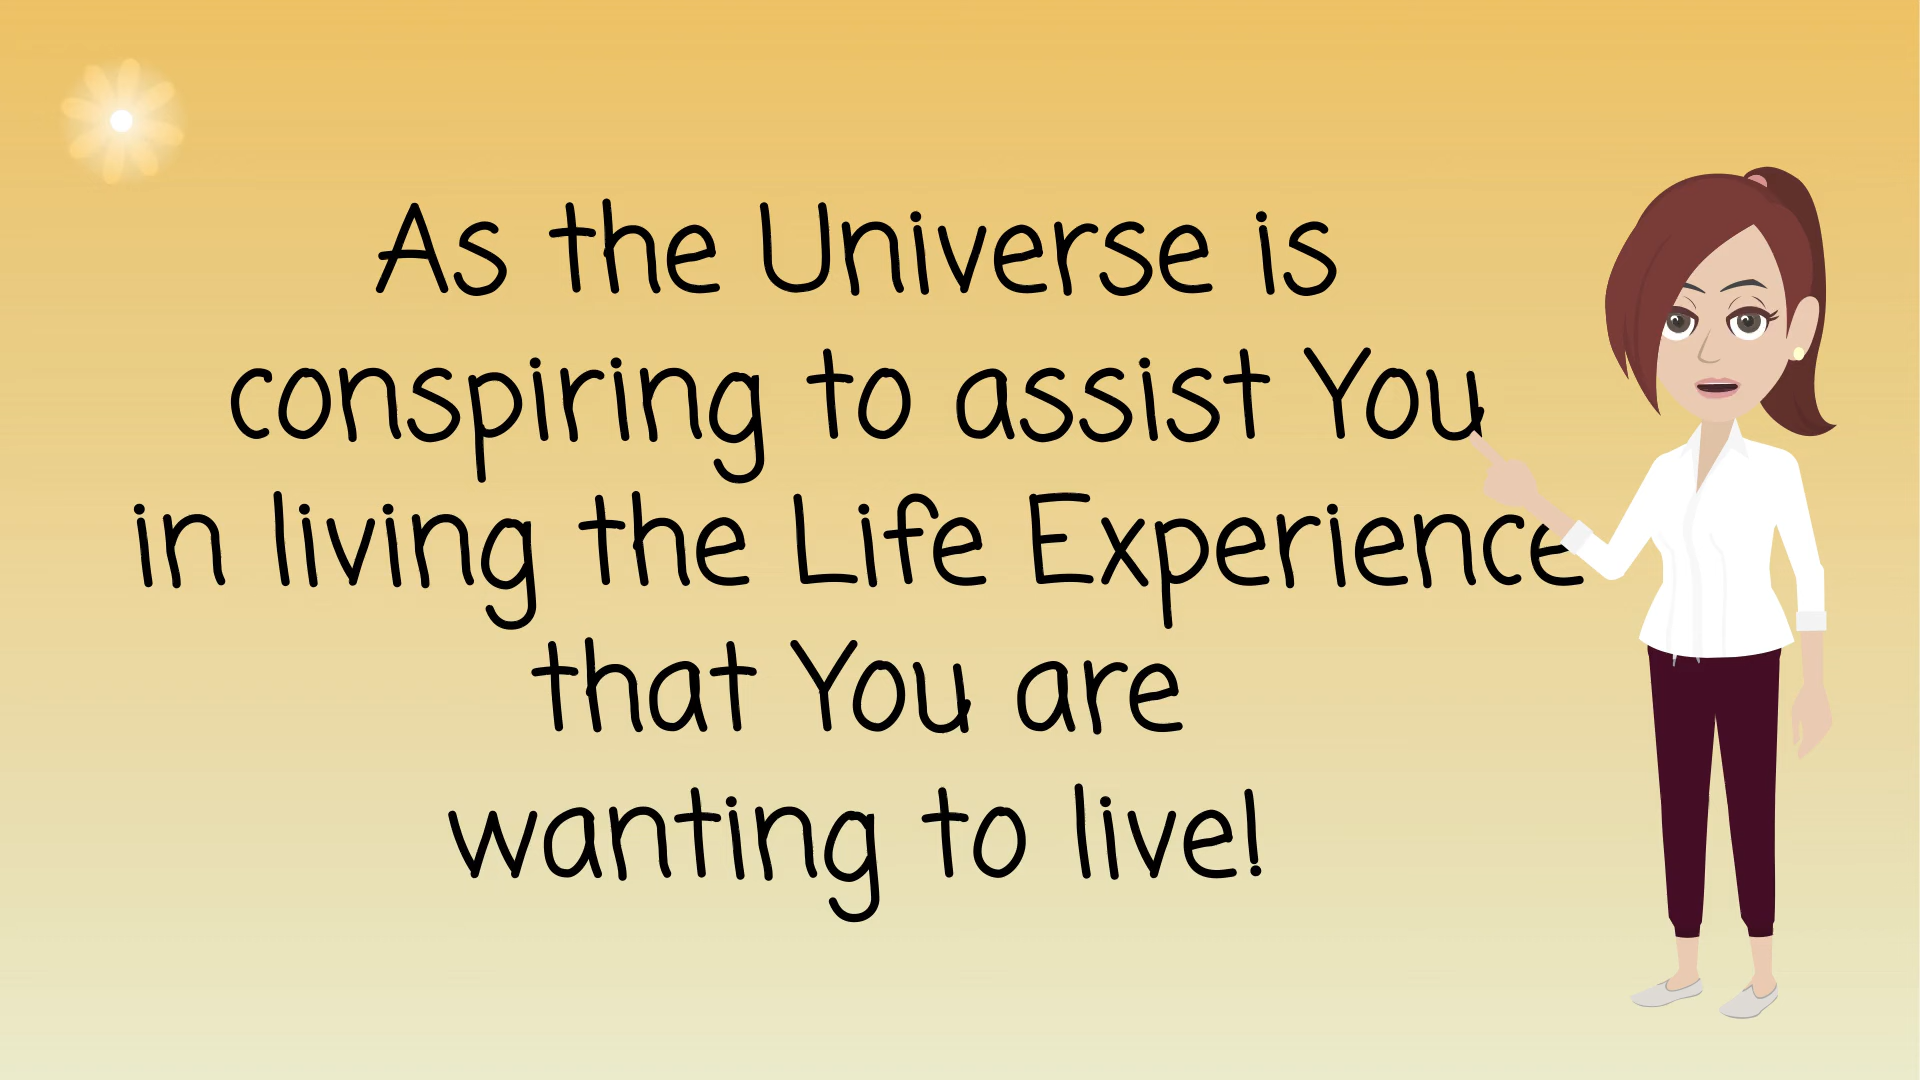 As the Universe is
conspiring to assist You
in living the Life Experience
that You are
wanting to live!